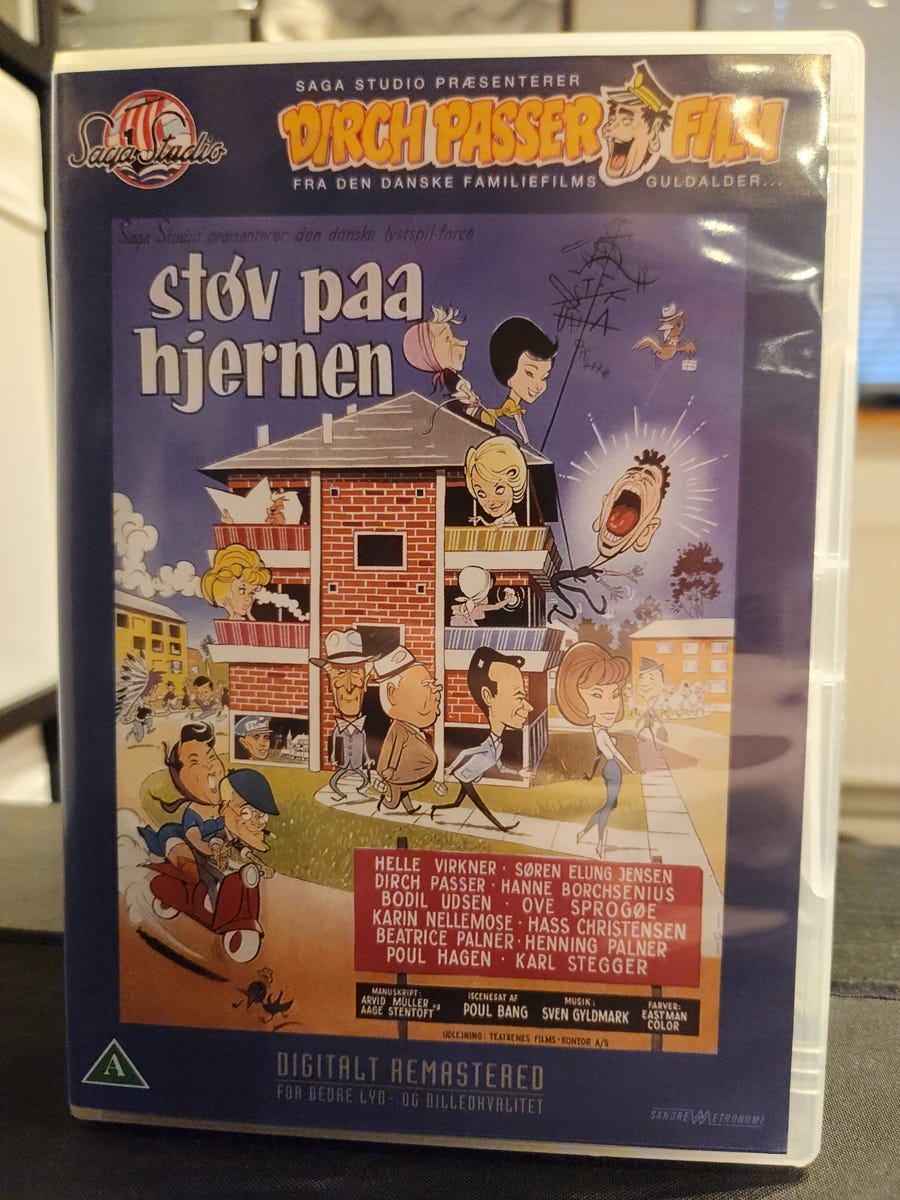 SAGA STUDIO PRÆSENTERER
Saga Studio
DIRCH PASSER FILM
FRA DEN DANSKE FAMILIEFILMS GULDALDER...
Saga Studio præsenterer den danske lystspil-farce
støv paa
hjernen
HELLE VIRKNER · SØREN ELUNG JENSEN
DIRCH PASSER · HANNE BORCHSENIUS
BODIL UDSEN · OVE SPROGØE
KARIN NELLEMOSE · HASS CHRISTENSEN
BEATRICE PALNER · HENNING PALNER
POUL HAGEN · KARL STEGGER
MANUSKRIPT:
ARVID MÜLLER og
AAGE STENTOFT
ISCENESAT AF
POUL BANG
MUSIK:
SVEN GYLDMARK
FARVER:
EASTMAN
COLOR
UDLEJNING: TEATRENES FILMS-KONTOR A/S
A
DIGITALT REMASTERED
FOR BEDRE LYD- OG BILLEDKVALITET
SANDREW METRONOME